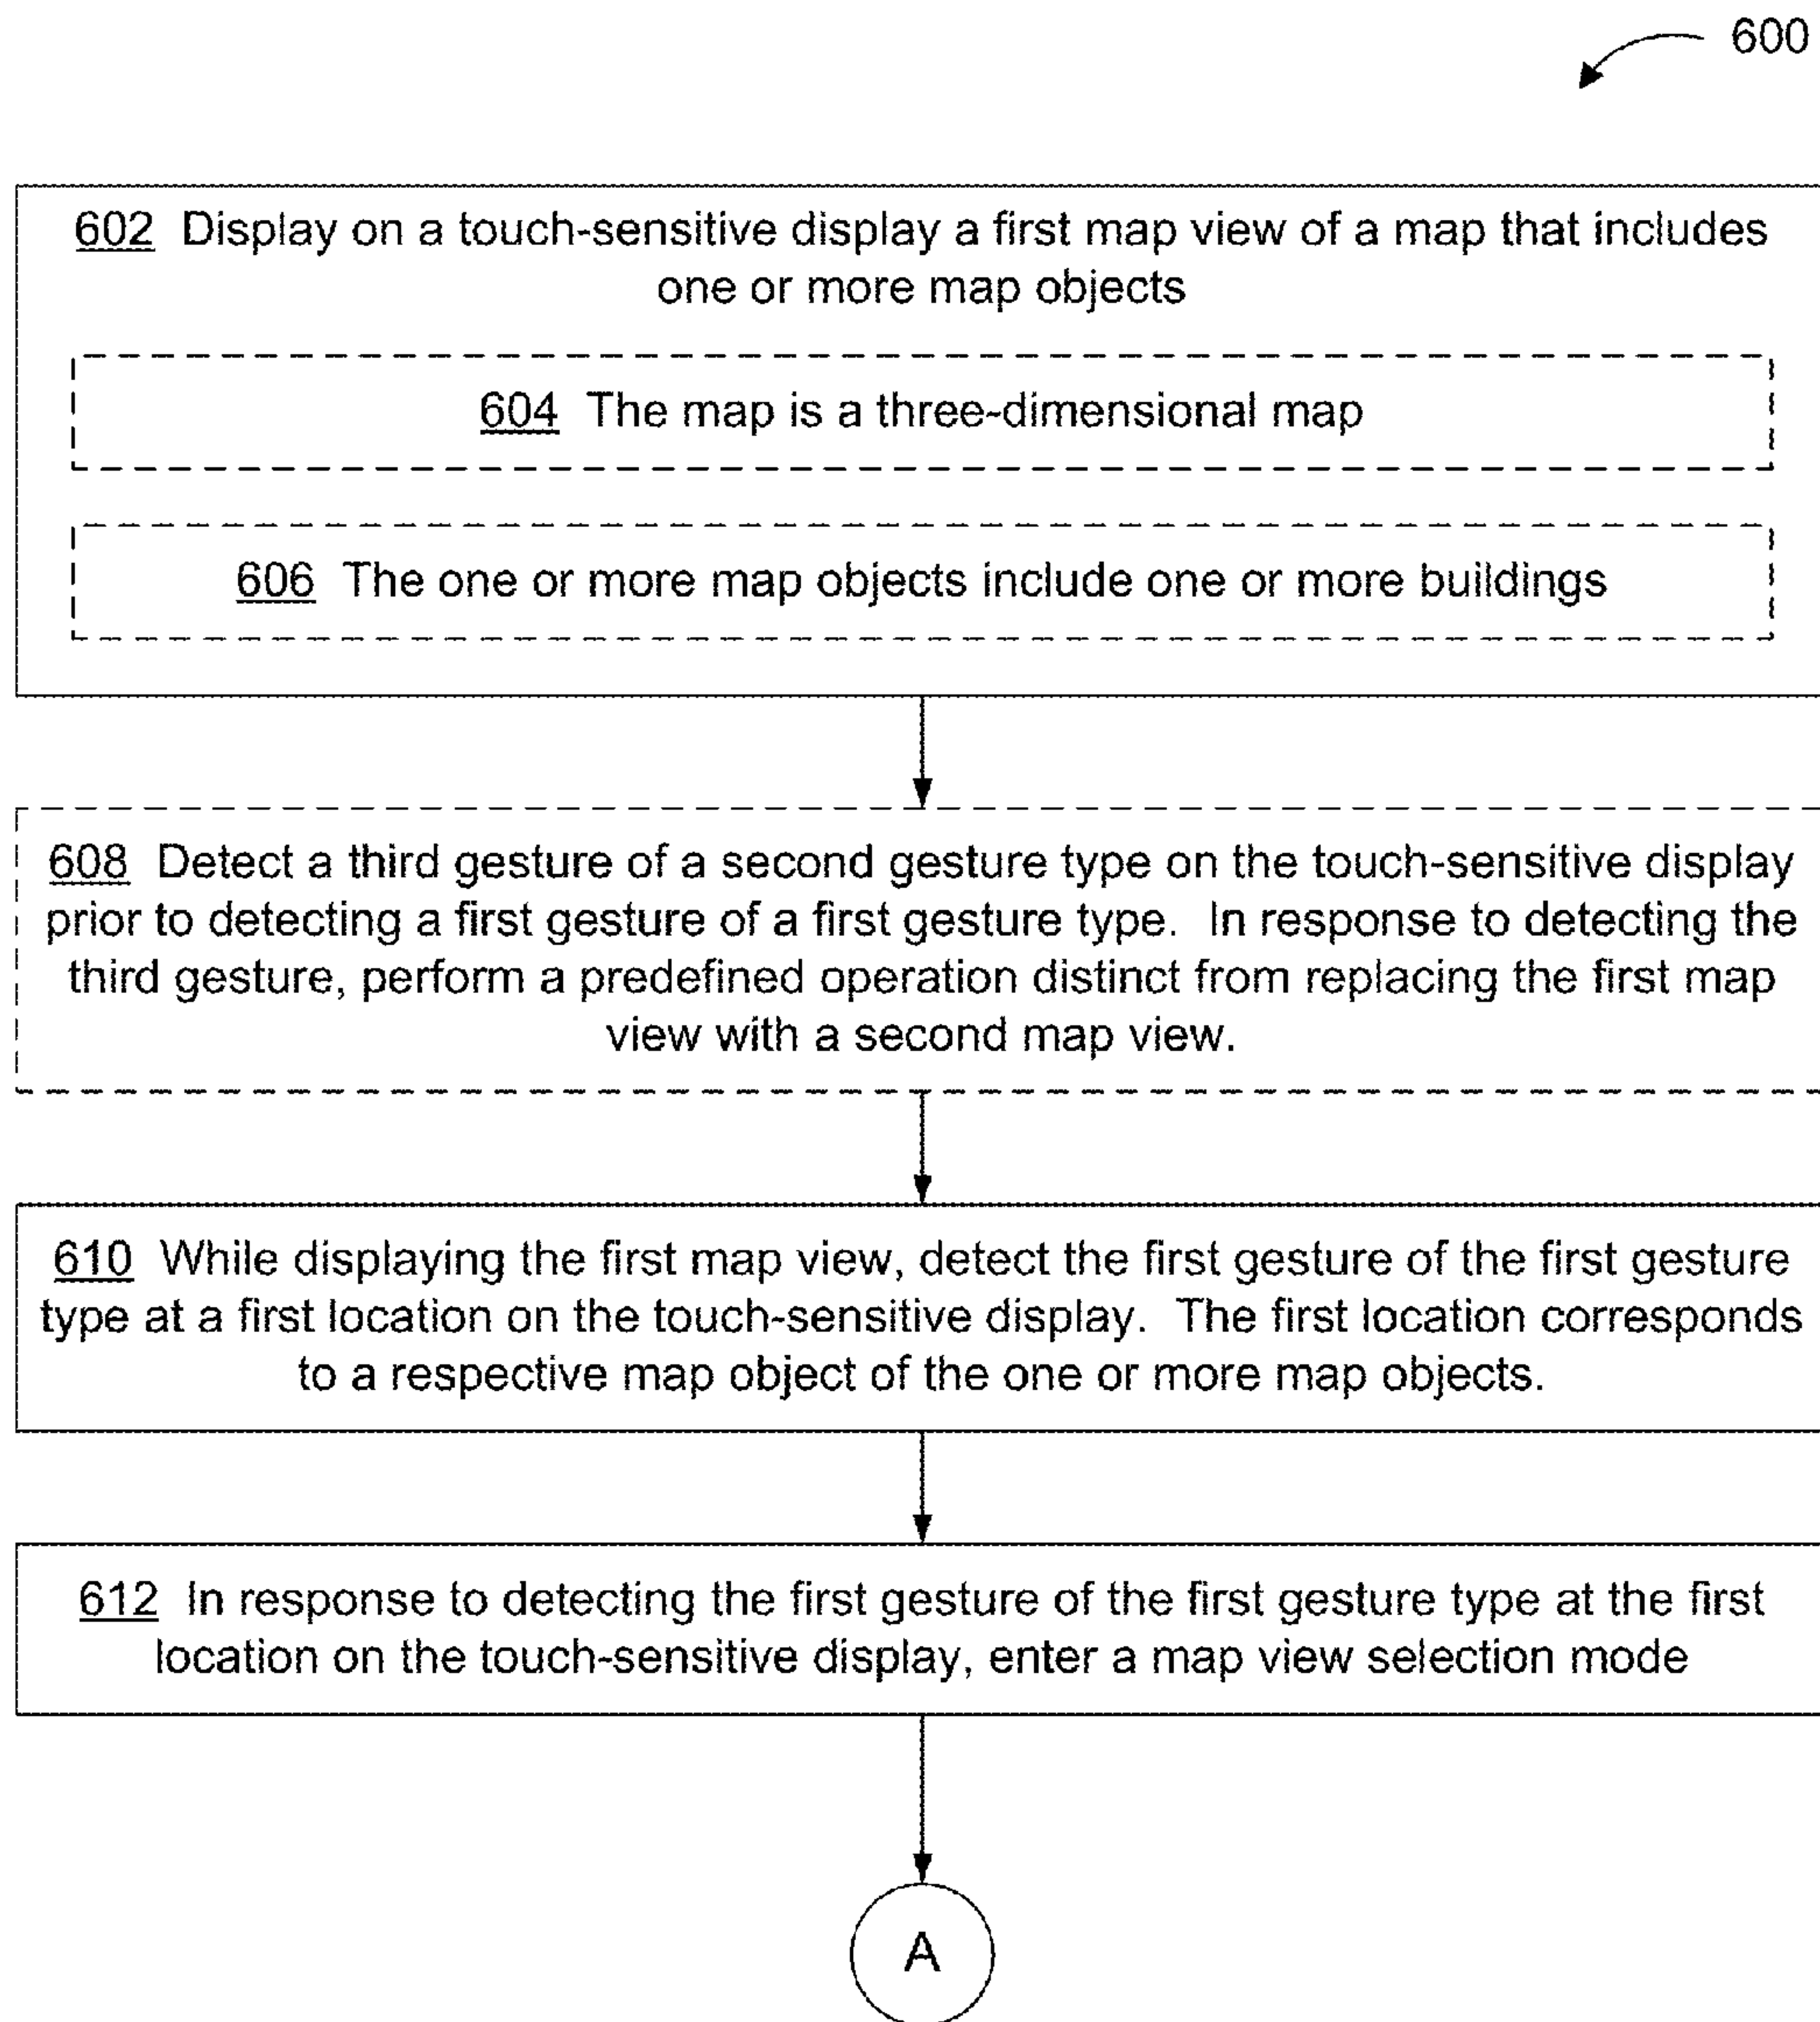 600
602 Display on a touch-sensitive display a first map view of a map that includes
one or more map objects
604 The map is a three-dimensional map
606 The one or more map objects include one or more buildings
608 Detect a third gesture of a second gesture type on the touch-sensitive display
prior to detecting a first gesture of a first gesture type. In response to detecting the
third gesture, perform a predefined operation distinct from replacing the first map
view with a second map view.
610 While displaying the first map view, detect the first gesture of the first gesture
type at a first location on the touch-sensitive display. The first location corresponds
to a respective map object of the one or more map objects.
612 In response to detecting the first gesture of the first gesture type at the first
location on the touch-sensitive display, enter a map view selection mode
A